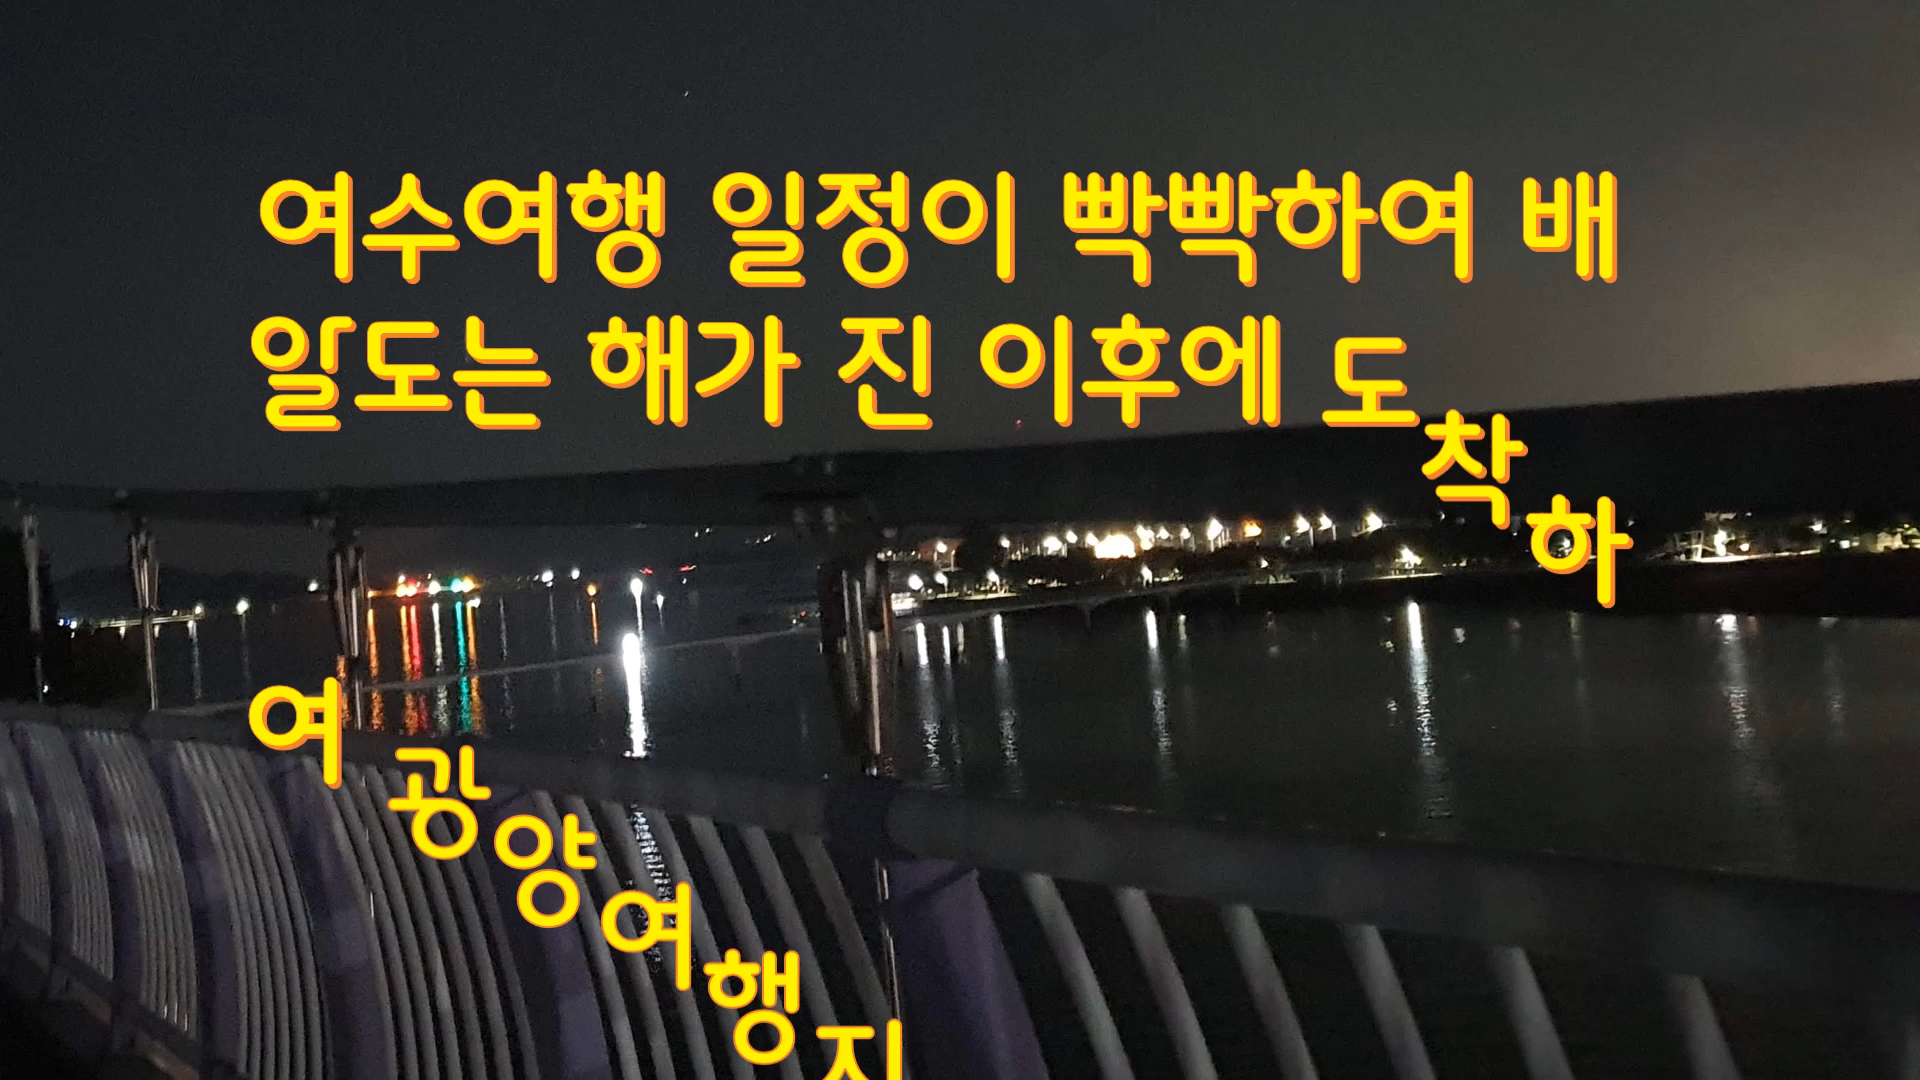 여수여행 일정이 빡빡하여 배
알도는 해가 진 이후에 도착하
여 광양여행지